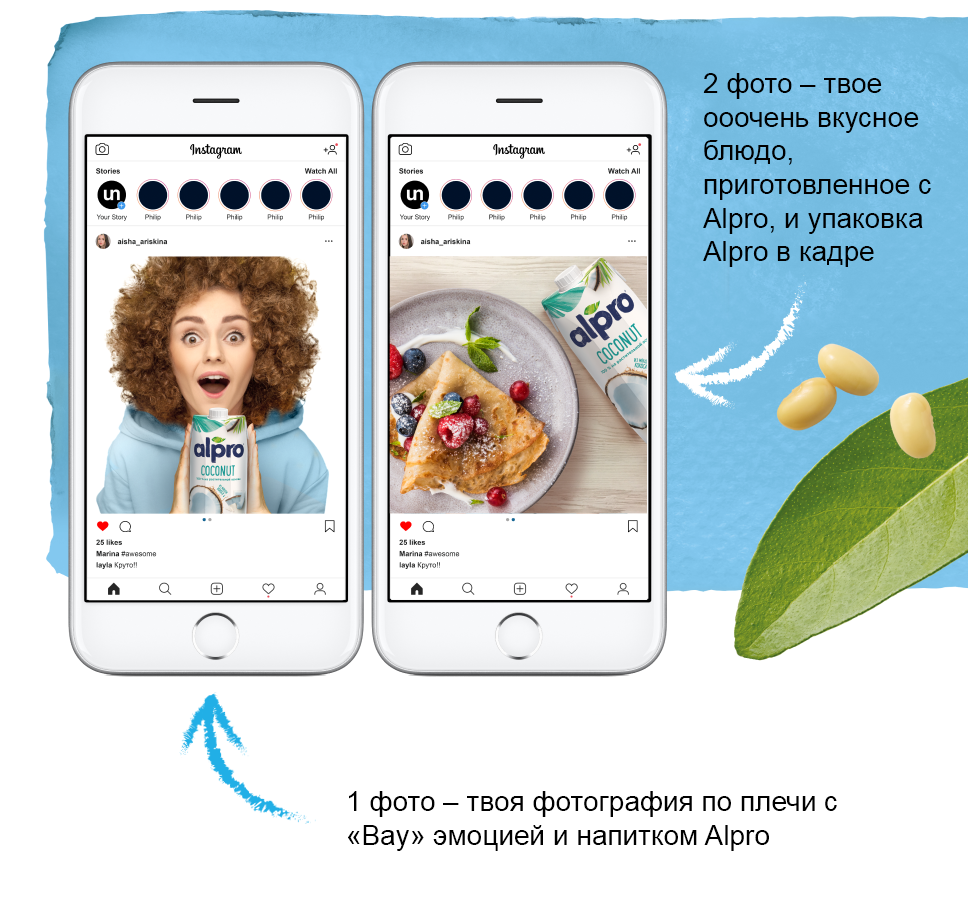 2 фото – твое
ооочень вкусное
блюдо,
приготовленное с
Alpro, и упаковка
Alpro в кадре
Instagram
Stories
Watch All
un
Your Story
Philip
Philip
Philip
Philip
Philip
aisha_ariskina
alpro
COCONUT
25 likes
Marina #awesome
layla Круто!!
Instagram
Stories
Watch All
un
Your Story
Philip
Philip
Philip
Philip
Philip
aisha_ariskina
alpro
COCONUT
25 likes
Marina #awesome
layla Круто!!
1 фото – твоя фотография по плечи с
«Вау» эмоцией и напитком Alpro